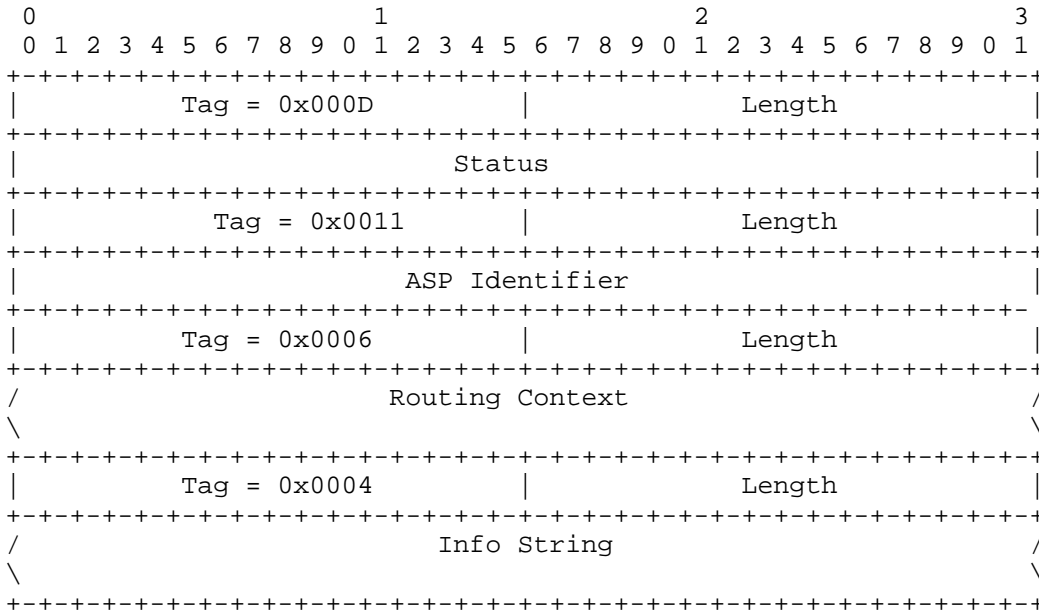 0                   1                   2                   3
 0 1 2 3 4 5 6 7 8 9 0 1 2 3 4 5 6 7 8 9 0 1 2 3 4 5 6 7 8 9 0 1
+-+-+-+-+-+-+-+-+-+-+-+-+-+-+-+-+-+-+-+-+-+-+-+-+-+-+-+-+-+-+-+-+
|          Tag = 0x000D         |             Length            |
+-+-+-+-+-+-+-+-+-+-+-+-+-+-+-+-+-+-+-+-+-+-+-+-+-+-+-+-+-+-+-+-+
|                           Status                              |
+-+-+-+-+-+-+-+-+-+-+-+-+-+-+-+-+-+-+-+-+-+-+-+-+-+-+-+-+-+-+-+-+
|            Tag = 0x0011       |             Length            |
+-+-+-+-+-+-+-+-+-+-+-+-+-+-+-+-+-+-+-+-+-+-+-+-+-+-+-+-+-+-+-+-+
|                        ASP Identifier                         |
+-+-+-+-+-+-+-+-+-+-+-+-+-+-+-+-+-+-+-+-+-+-+-+-+-+-+-+-+-+-+-+-
|          Tag = 0x0006         |             Length            |
+-+-+-+-+-+-+-+-+-+-+-+-+-+-+-+-+-+-+-+-+-+-+-+-+-+-+-+-+-+-+-+-+
/                       Routing Context                         /
\                                                               \
+-+-+-+-+-+-+-+-+-+-+-+-+-+-+-+-+-+-+-+-+-+-+-+-+-+-+-+-+-+-+-+-+
|          Tag = 0x0004         |             Length            |
+-+-+-+-+-+-+-+-+-+-+-+-+-+-+-+-+-+-+-+-+-+-+-+-+-+-+-+-+-+-+-+-+
/                          Info String                          /
\                                                               \
+-+-+-+-+-+-+-+-+-+-+-+-+-+-+-+-+-+-+-+-+-+-+-+-+-+-+-+-+-+-+-+-+